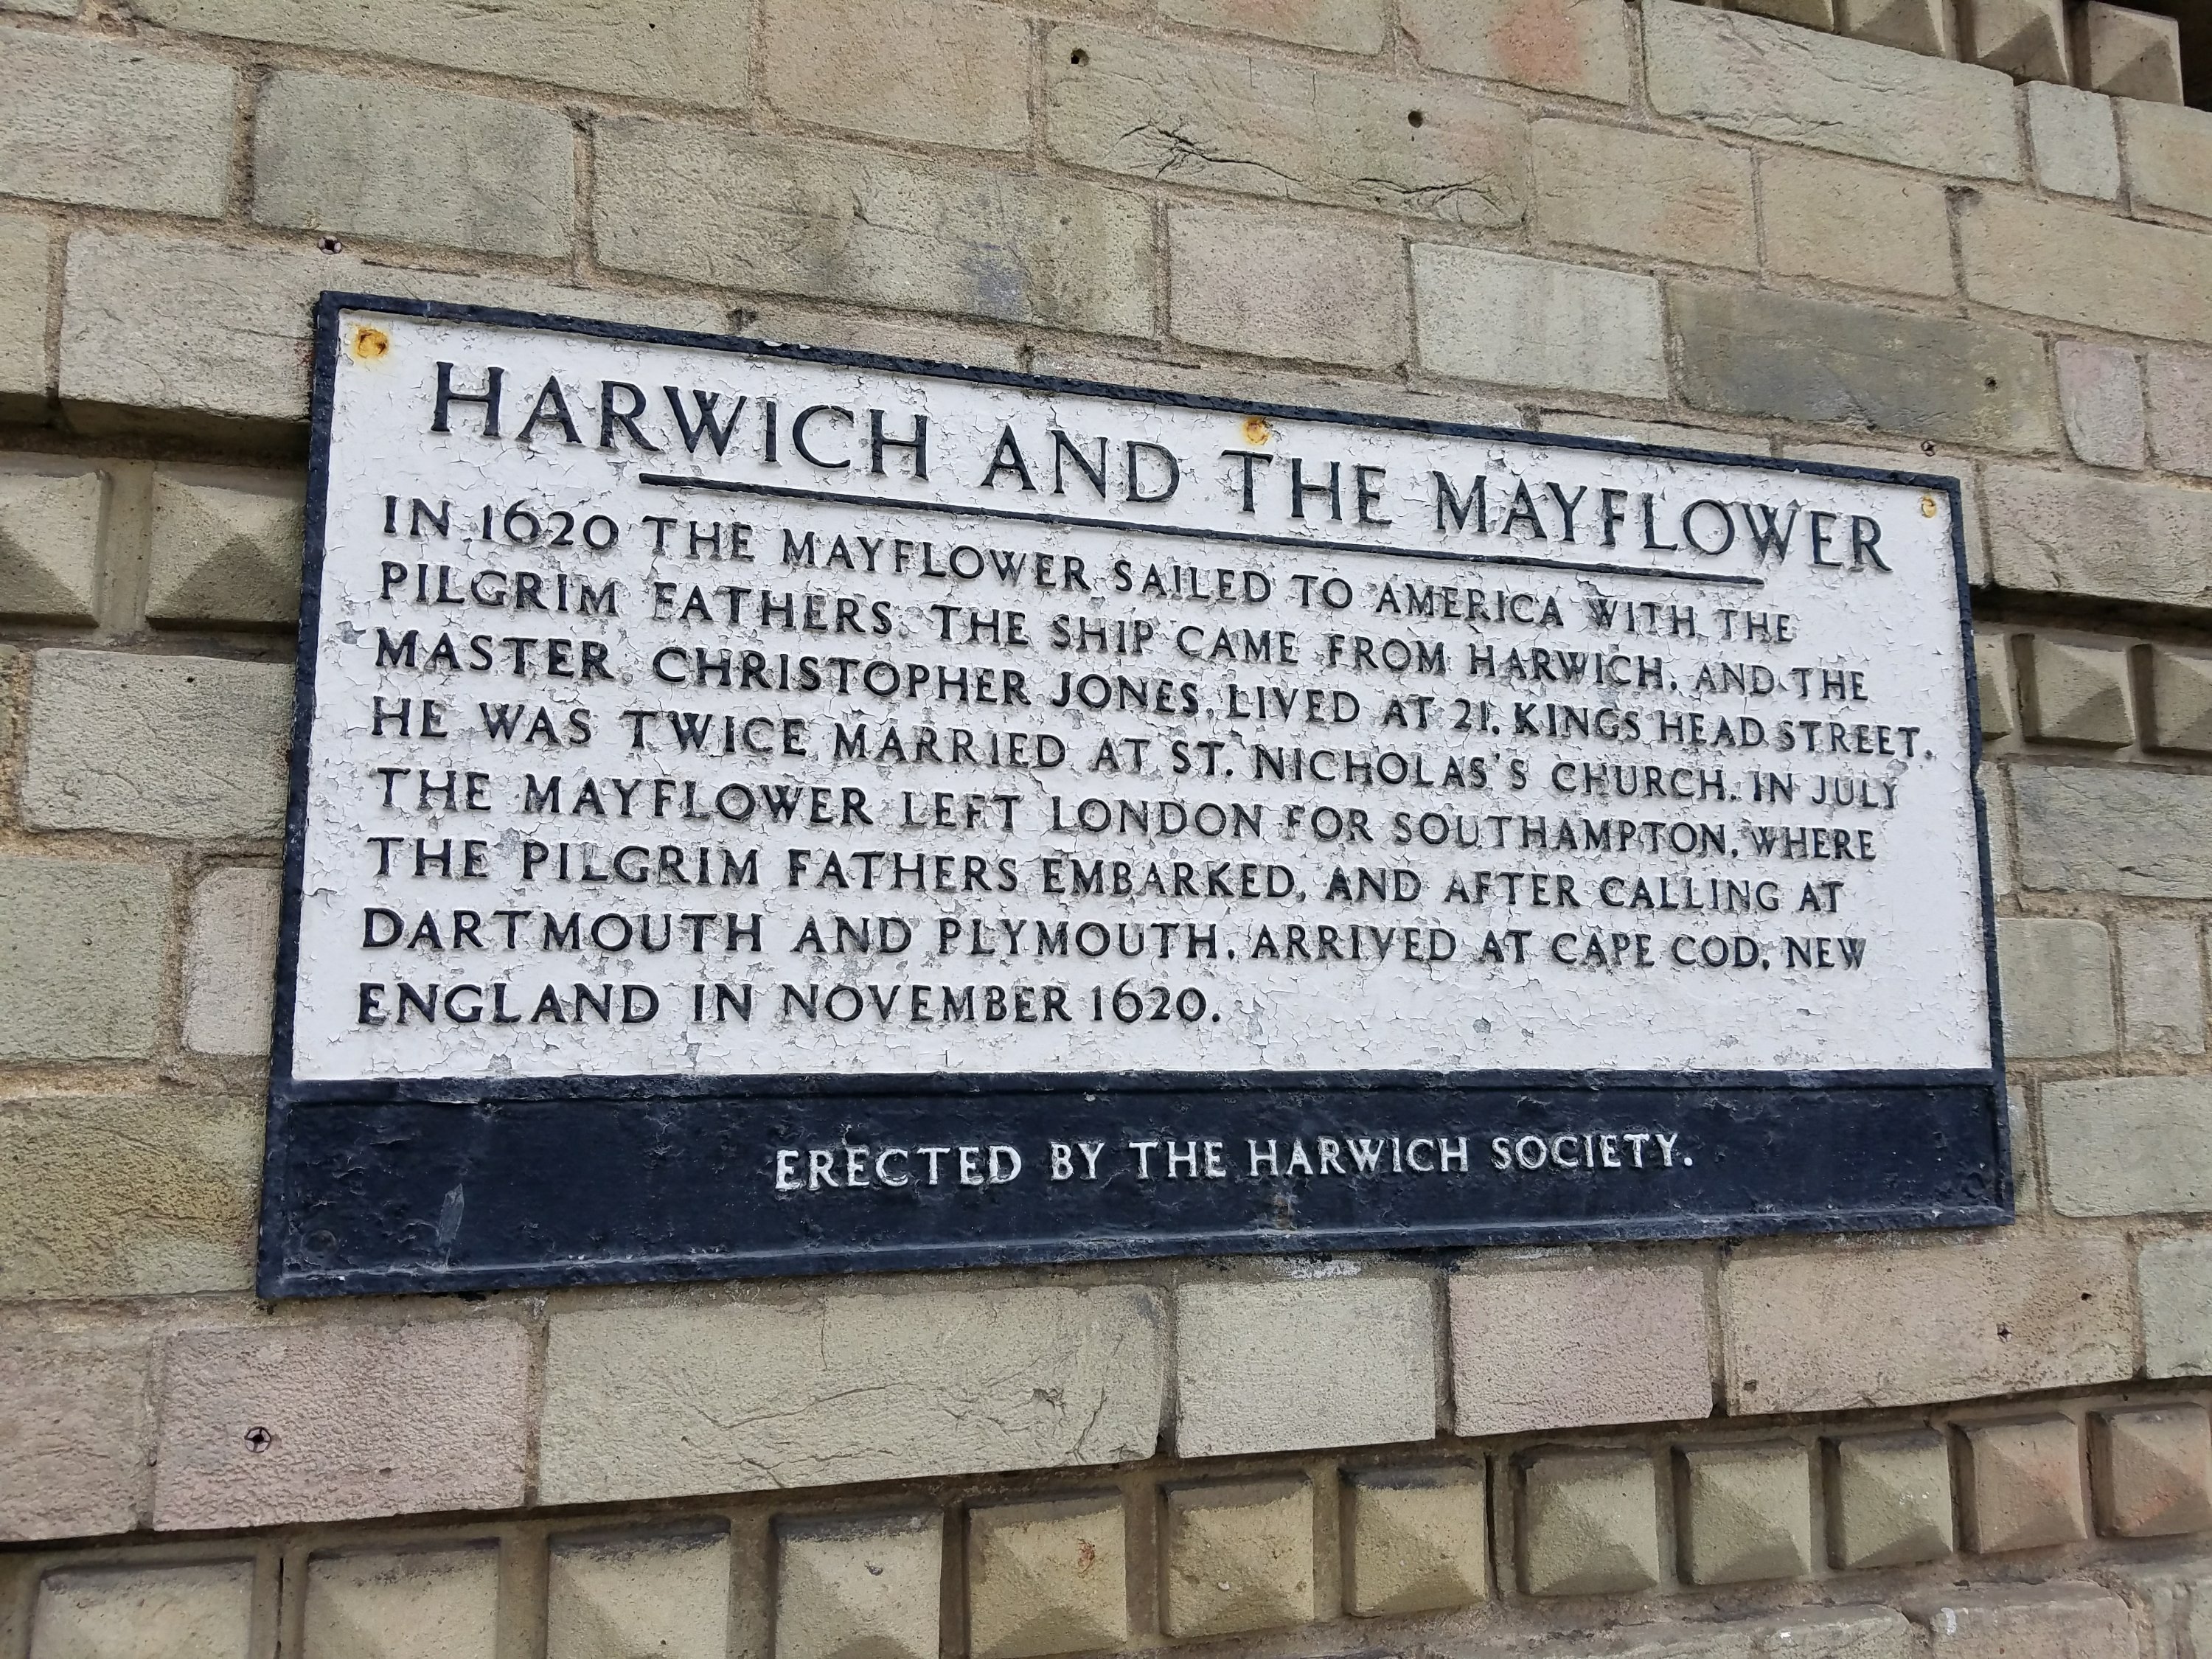 HARWICH AND THE MAYFLOWER
IN 1620 THE MAYFLOWER SAILED TO AMERICA WITH THE
PILGRIM FATHERS. THE SHIP CAME FROM HARWICH, AND THE
MASTER, CHRISTOPHER JONES, LIVED AT 21, KINGS HEAD STREET.
HE WAS TWICE MARRIED AT ST. NICHOLAS'S CHURCH. IN JULY
THE MAYFLOWER LEFT LONDON FOR SOUTHAMPTON, WHERE
THE PILGRIM FATHERS EMBARKED, AND AFTER CALLING AT
DARTMOUTH AND PLYMOUTH, ARRIVED AT CAPE COD, NEW
ENGLAND IN NOVEMBER 1620.
ERECTED BY THE HARWICH SOCIETY.